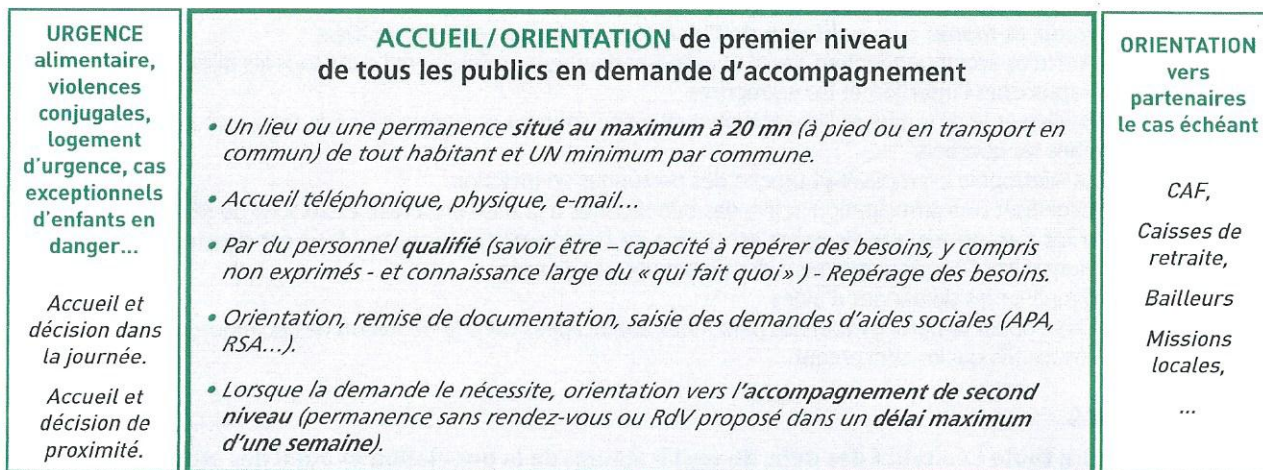 URGENCE
alimentaire,
violences
conjugales,
logement
d'urgence, cas
exceptionnels
d'enfants en
danger…
Accueil et
décision dans
la journée.
Accueil et
décision de
proximité.
ACCUEIL/ORIENTATION de premier niveau
de tous les publics en demande d'accompagnement
• Un lieu ou une permanence situé au maximum à 20 mn (à pied ou en transport en
commun) de tout habitant et UN minimum par commune.
• Accueil téléphonique, physique, e-mail…
• Par du personnel qualifié (savoir être – capacité à repérer des besoins, y compris
non exprimés - et connaissance large du « qui fait quoi » ) - Repérage des besoins.
• Orientation, remise de documentation, saisie des demandes d'aides sociales (APA,
RSA…).
• Lorsque la demande le nécessite, orientation vers l'accompagnement de second
niveau (permanence sans rendez-vous ou RdV proposé dans un délai maximum
d'une semaine).
ORIENTATION
vers
partenaires
le cas échéant
CAF,
Caisses de
retraite,
Bailleurs
Missions
locales,
…